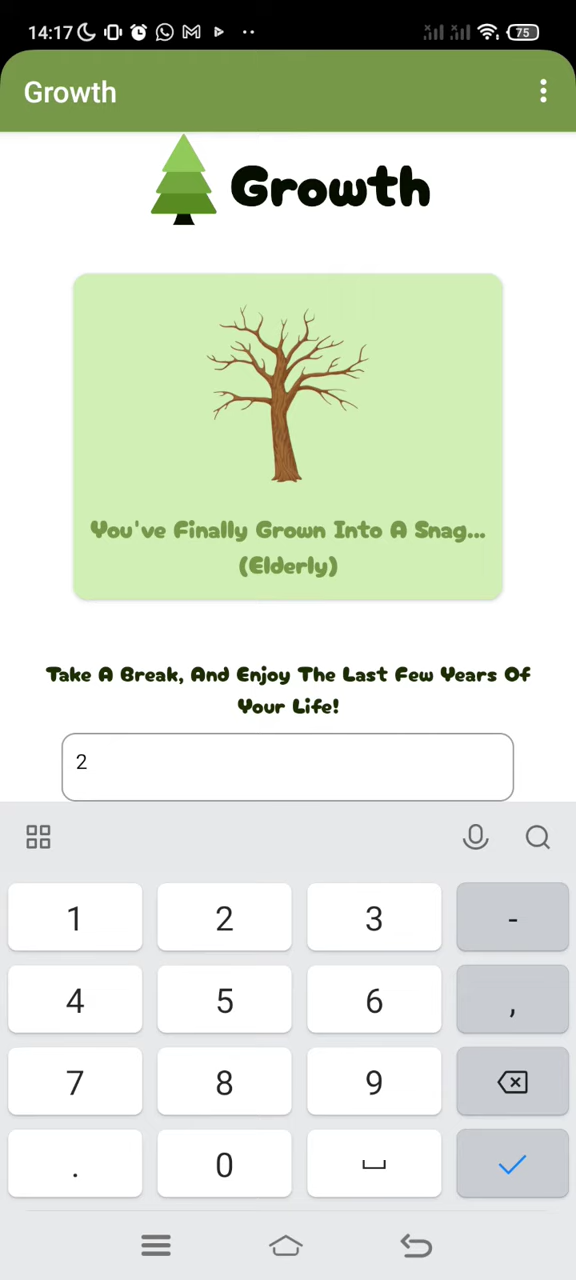 14:17
75
Growth
Growth
You've Finally Grown Into A Snag...
(Elderly)
Take A Break, And Enjoy The Last Few Years Of
Your Life!
2
1 2 3 -
4 5 6 ,
7 8 9
. 0